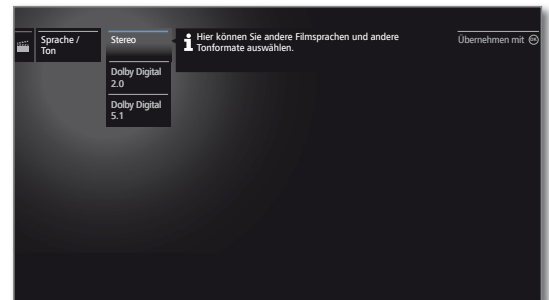 Sprache /
Ton
Stereo
Dolby Digital
2.0
Dolby Digital
5.1
Hier können Sie andere Filmsprachen und andere
Tonformate auswählen.
Übernehmen mit OK